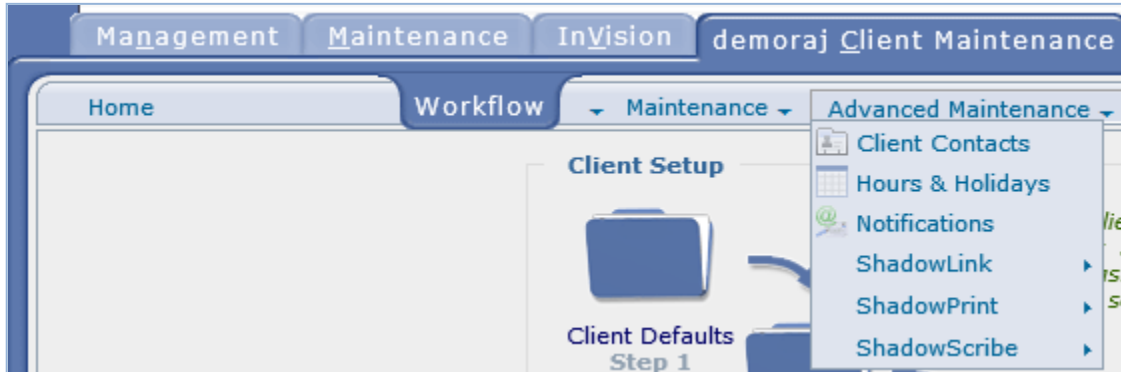 Management Maintenance InVision demoraj Client Maintenance
Home Workflow Maintenance Advanced Maintenance
Client Contacts
Client Setup
Hours & Holidays
Notifications
ShadowLink
ShadowPrint
Client Defaults
ShadowScribe
Step 1